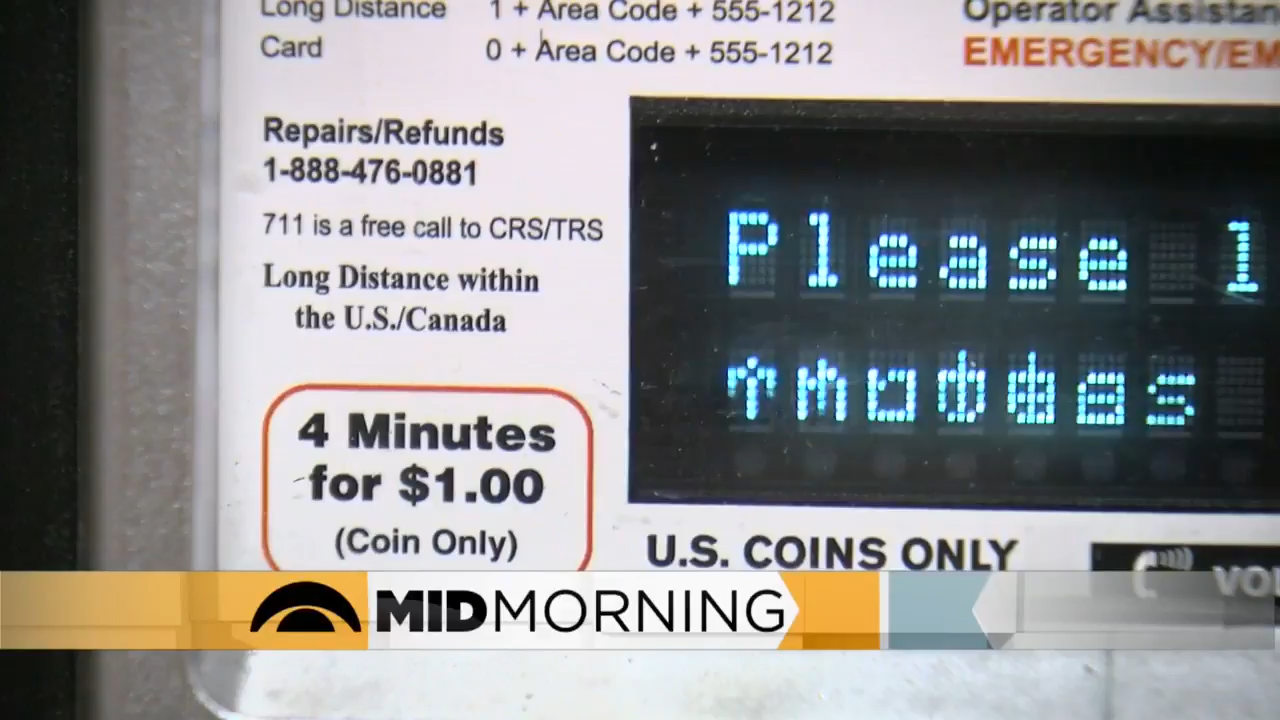 Long Distance 1 + Area Code + 555-1212
Card 0 + Area Code + 555-1212
Operator Assistan
EMERGENCY/EM
Repairs/Refunds
1-888-476-0881
711 is a free call to CRS/TRS
Long Distance within
the U.S./Canada
4 Minutes
for $1.00
(Coin Only)
Please l
U.S. COINS ONLY
VOL
MIDMORNING